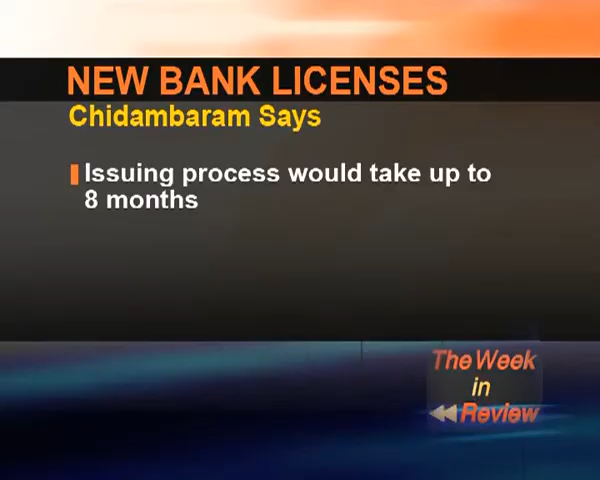 NEW BANK LICENSES
Chidambaram Says
Issuing process would take up to
8 months
The Week
in
Review